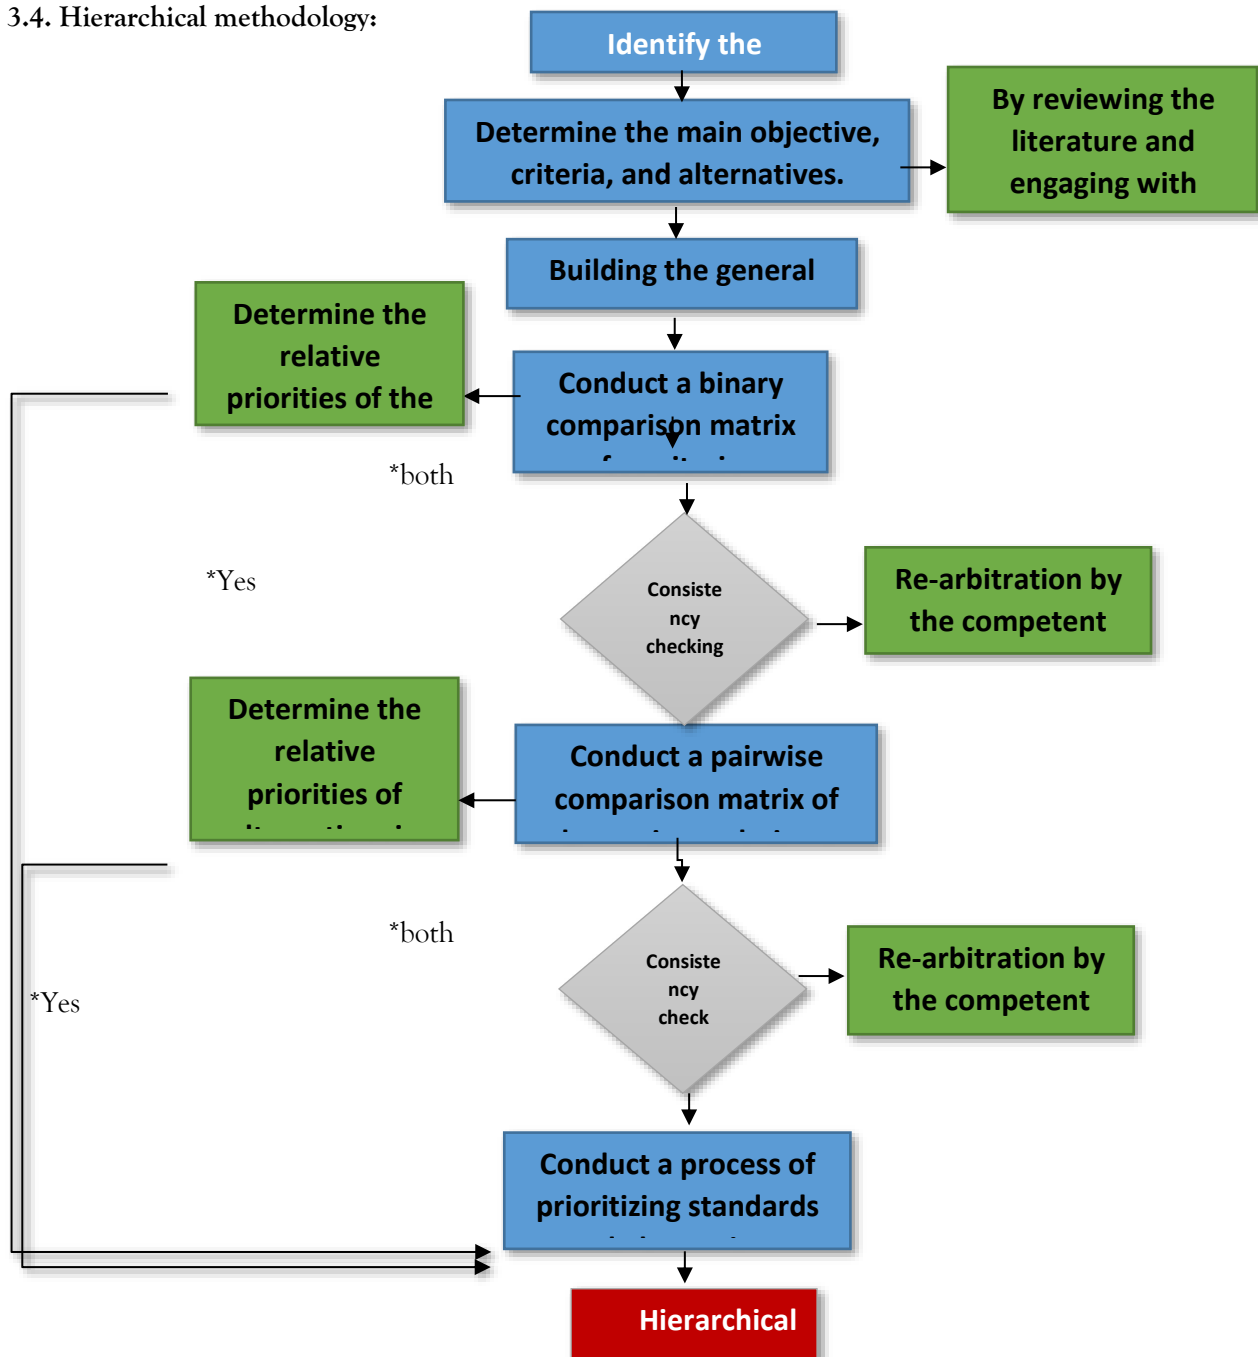 3.4. Hierarchical methodology:
Identify the
Determine the main objective,
criteria, and alternatives.
By reviewing the
literature and
engaging with
Building the general
Determine the
relative
priorities of the
Conduct a binary
comparison matrix
*both
*Yes
Consiste
ncy
checking
Re-arbitration by
the competent
Determine the
relative
priorities of
Conduct a pairwise
comparison matrix of
*both
*Yes
Consiste
ncy
check
Re-arbitration by
the competent
Conduct a process of
prioritizing standards
Hierarchical